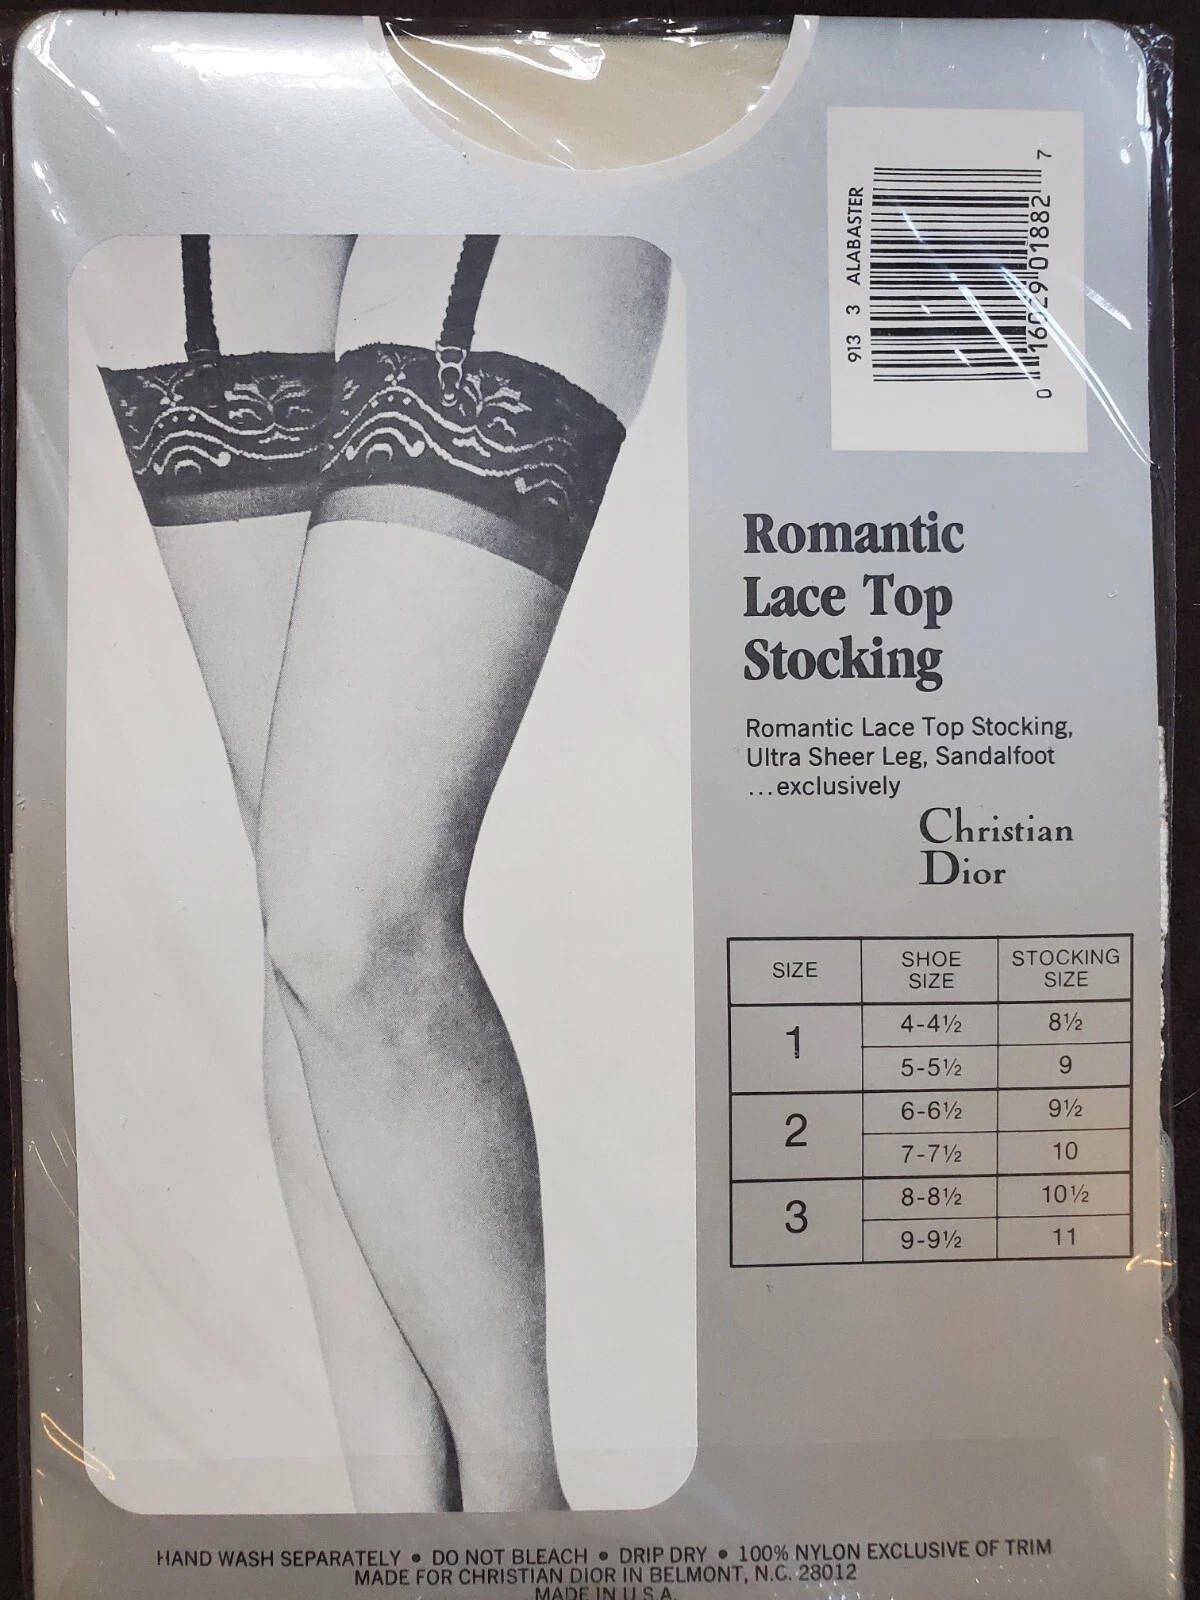 913 3 ALABASTER
0 16029 01882 7
Romantic
Lace Top
Stocking
Romantic Lace Top Stocking,
Ultra Sheer Leg, Sandalfoot
...exclusively
Christian
Dior
SIZE SHOE SIZE STOCKING SIZE
1 4-4½ 8½
5-5½ 9
2 6-6½ 9½
7-7½ 10
3 8-8½ 10½
9-9½ 11
HAND WASH SEPARATELY • DO NOT BLEACH • DRIP DRY • 100% NYLON EXCLUSIVE OF TRIM
MADE FOR CHRISTIAN DIOR IN BELMONT, N.C. 28012
MADE IN U.S.A.